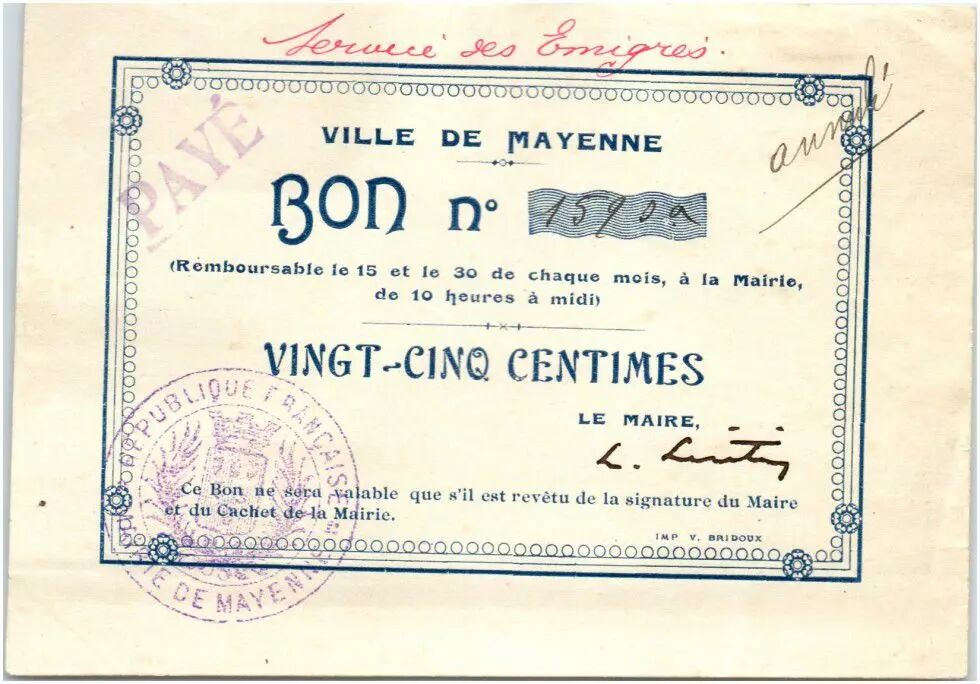 Service des Emigrés.
annulé
PAYÉ
VILLE DE MAYENNE
BON n°
(Remboursable le 15 et le 30 de chaque mois, à la Mairie,
de 10 heures à midi)
VINGT-CINQ CENTIMES
LE MAIRE,
RÉPUBLIQUE FRANÇAISE
Ce Bon ne sera valable que s'il est revêtu de la signature du Maire
et du Cachet de la Mairie.
IMP V. BRIDOUX
DE MAYENNE